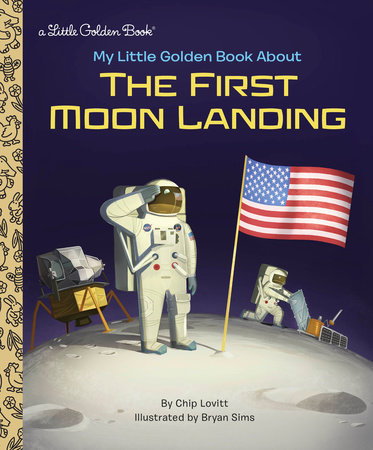 a Little Golden Book®
My Little Golden Book About
THE FIRST
MOON LANDING
By Chip Lovitt
Illustrated by Bryan Sims